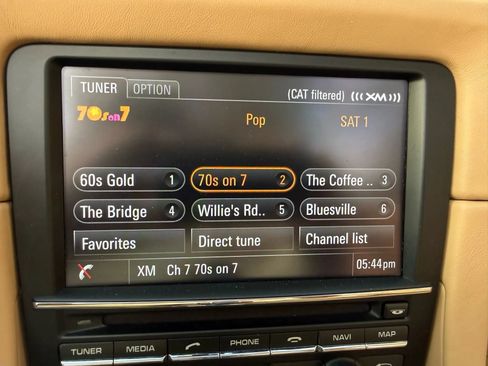 TUNER OPTION
(CAT filtered) ((( XM )))
70s on 7
Pop SAT 1
60s Gold 1 70s on 7 2 The Coffee .. 3
The Bridge 4 Willie's Rd.. 5 Bluesville 6
Favorites Direct tune Channel list
XM Ch 7 70s on 7 05:44pm
TUNER MEDIA PHONE NAVI MAP